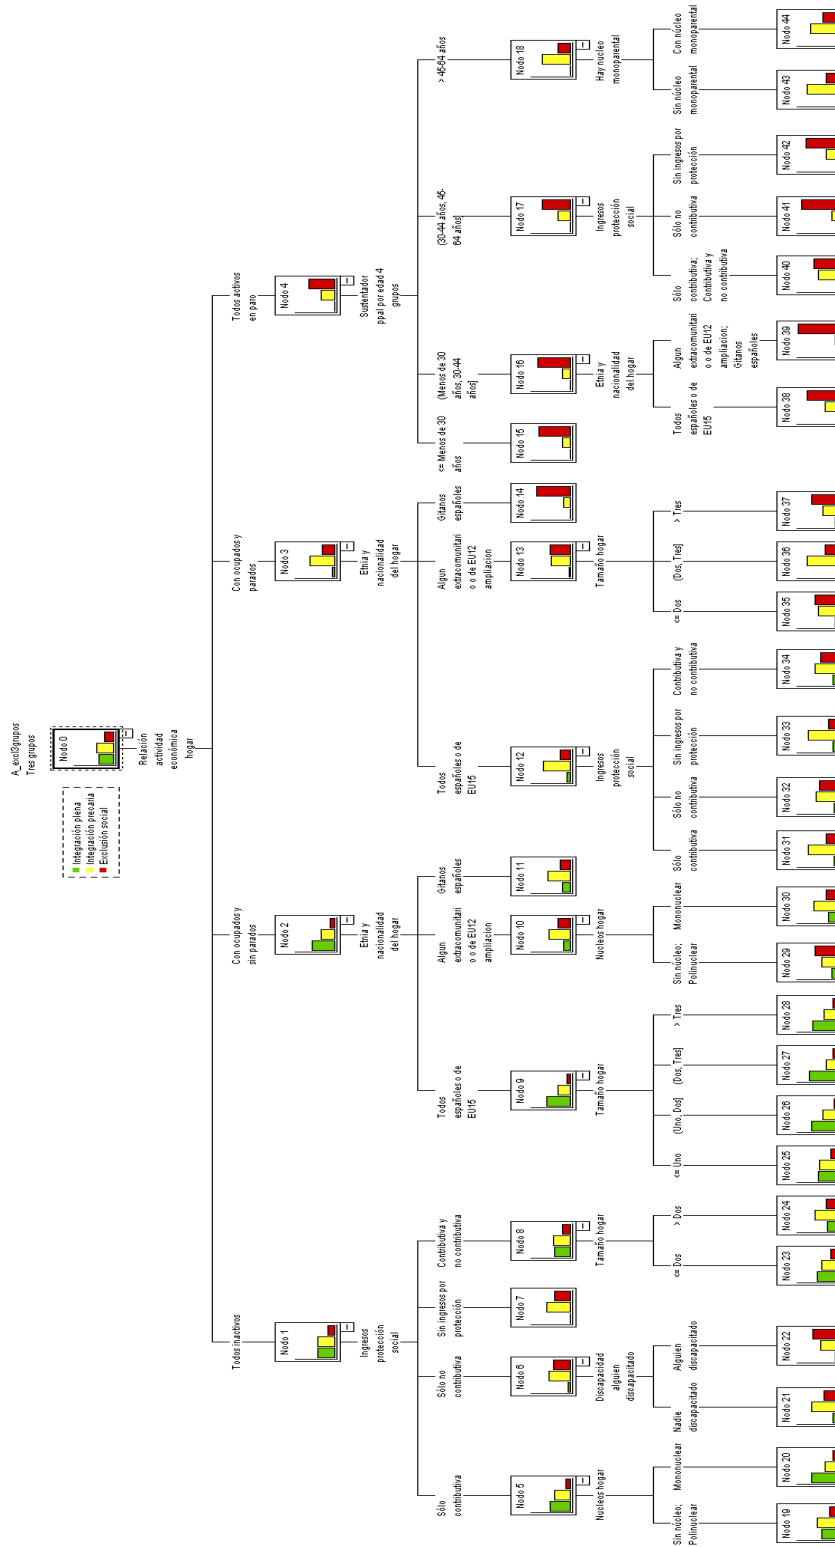 A_exol3grupos
Tres grupos
Nodo 0
Integración plena
Integración precaria
Exclusión social
Relación
actividad
económica
hogar
Todos inactivos
Con ocupados y
sin parados
Con ocupados y
parados
Todos activos
en paro
Nodo 1
Nodo 2
Nodo 3
Nodo 4
Ingresos
protección
social
Etnia y
nacionalidad
del hogar
Etnia y
nacionalidad
del hogar
Sustentador
ppal por edad 4
grupos
Sólo
contributiva
Sólo no
contributiva
Sin ingresos por
protección
Contributiva y
no contributiva
Todos
españoles o de
EU15
Algun
extracomunitari
o o de EU12
ampliacion
Gitanos
españoles
Todos
españoles o de
EU15
Algun
extracomunitari
o o de EU12
ampliacion
Gitanos
españoles
<= Menos de 30
años
(Menos de 30
años, 30-44
años]
(30-44 años, 45-
64 años]
> 45-64 años
Nodo 5
Nodo 6
Nodo 7
Nodo 8
Nodo 9
Nodo 10
Nodo 11
Nodo 12
Nodo 13
Nodo 14
Nodo 15
Nodo 16
Nodo 17
Nodo 18
Nucleos hogar
Discapacidad
alguien
discapacitado
Tamaño hogar
Tamaño hogar
Nucleos hogar
Ingresos
protección
social
Tamaño hogar
Etnia y
nacionalidad
del hogar
Ingresos
protección
social
Hay nucleo
monoparental
Sin núcleo;
Polinuclear
Mononuclear
Nadie
discapacitado
Alguien
discapacitado
<= Dos
> Dos
<= Uno
(Uno, Dos]
(Dos, Tres]
> Tres
Sin núcleo;
Polinuclear
Mononuclear
Sólo
contributiva
Sólo no
contributiva
Sin ingresos por
protección
Contributiva y
no contributiva
<= Dos
(Dos, Tres]
> Tres
Todos
españoles o de
EU15
Algun
extracomunitari
o o de EU12
ampliacion;
Gitanos
españoles
Sólo
contributiva;
Contributiva y
no contributiva
Sólo no
contributiva
Sin ingresos por
protección
Sin núcleo
monoparental
Con núcleo
monoparental
Nodo 19
Nodo 20
Nodo 21
Nodo 22
Nodo 23
Nodo 24
Nodo 25
Nodo 26
Nodo 27
Nodo 28
Nodo 29
Nodo 30
Nodo 31
Nodo 32
Nodo 33
Nodo 34
Nodo 35
Nodo 36
Nodo 37
Nodo 38
Nodo 39
Nodo 40
Nodo 41
Nodo 42
Nodo 43
Nodo 44